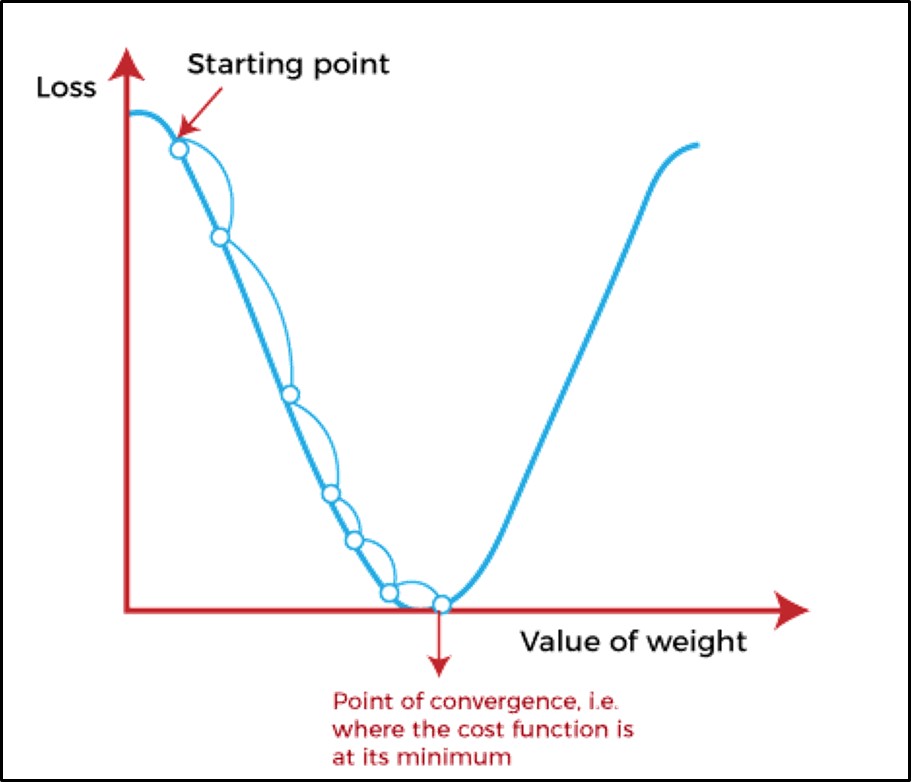 Starting point
Loss
Value of weight
Point of convergence, i.e.
where the cost function is
at its minimum